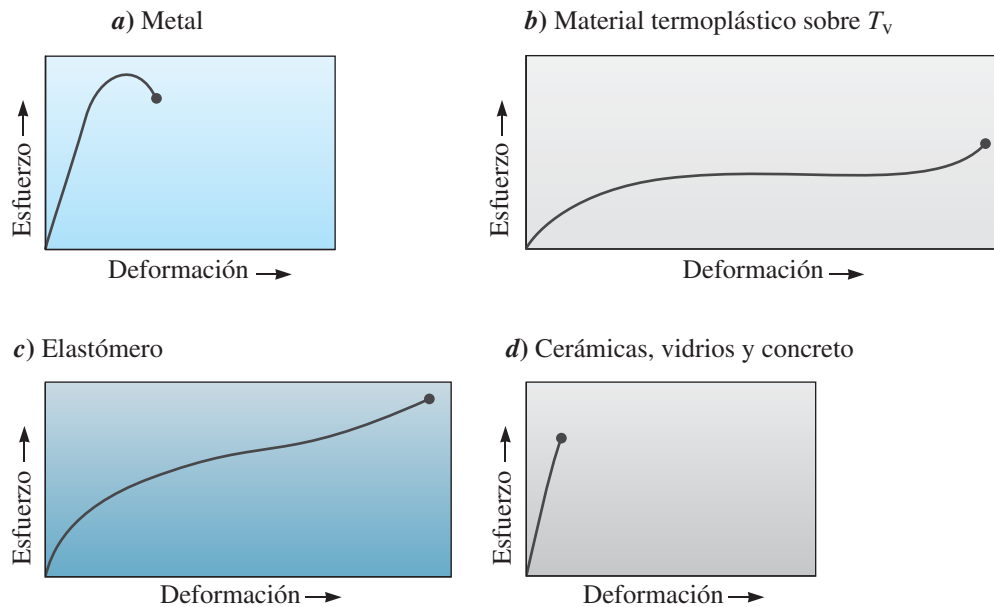 a) Metal
b) Material termoplástico sobre Tv
Esfuerzo
Deformación
Esfuerzo
Deformación
c) Elastómero
d) Cerámicas, vidrios y concreto
Esfuerzo
Deformación
Esfuerzo
Deformación